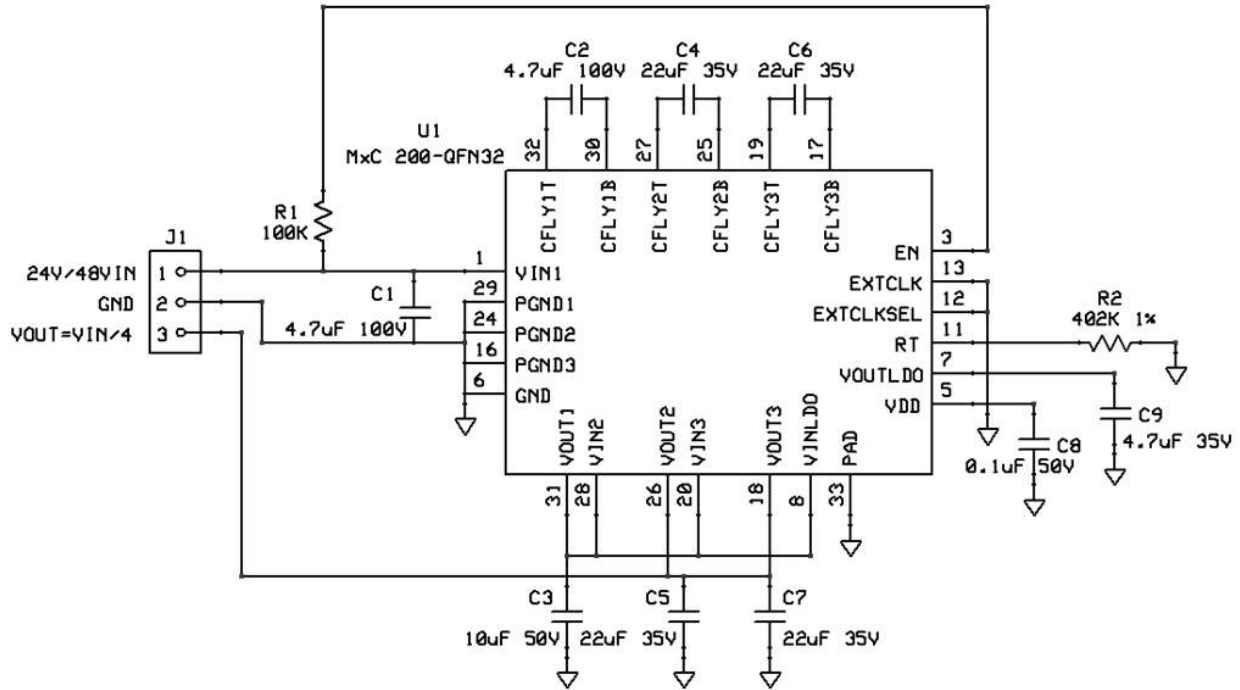 C2
4.7uF 100V
C4
22uF 35V
C6
22uF 35V
U1
MxC 200-QFN32
32
30
27
25
19
17
CFLY1T
CFLY1B
CFLY2T
CFLY2B
CFLY3T
CFLY3B
R1
100K
J1
24V/48VIN
1
GND
2
VOUT=VIN/4
3
C1
4.7uF 100V
1
VIN1
29
PGND1
24
PGND2
16
PGND3
6
GND
3
EN
13
EXTCLK
12
EXTCLKSEL
11
RT
7
VOUTLDO
5
VDD
R2
402K 1%
C9
4.7uF 35V
C8
0.1uF 50V
VOUT1
VIN2
VOUT2
VIN3
VOUT3
VINLDO
PAD
31
28
26
20
18
8
33
C3
10uF 50V
C5
22uF 35V
C7
22uF 35V